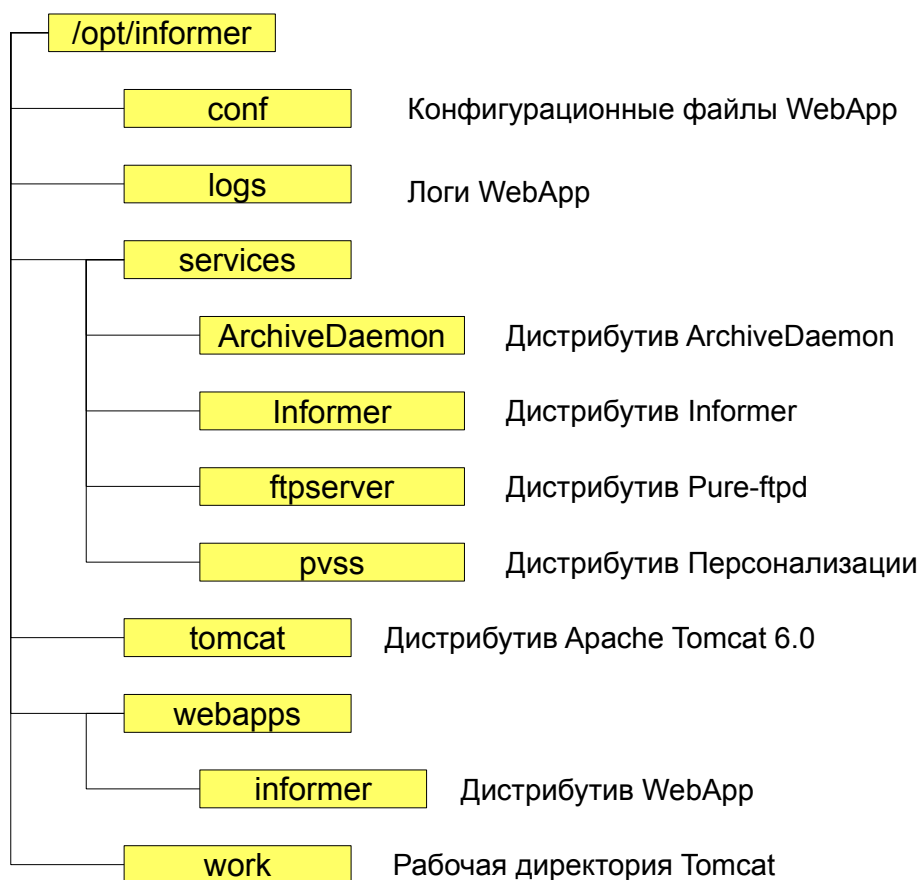 /opt/informer
conf Конфигурационные файлы WebApp
logs Логи WebApp
services
ArchiveDaemon Дистрибутив ArchiveDaemon
Informer Дистрибутив Informer
ftpserver Дистрибутив Pure-ftpd
pvss Дистрибутив Персонализации
tomcat Дистрибутив Apache Tomcat 6.0
webapps
informer Дистрибутив WebApp
work Рабочая директория Tomcat